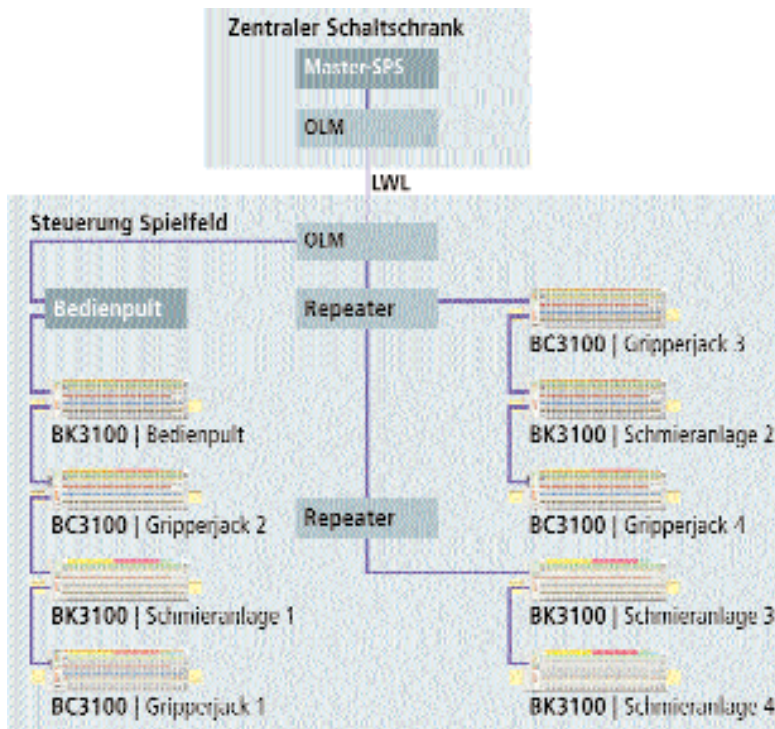 Zentraler Schaltschrank
Master-SPS
OLM
LWL
Steuerung Spielfeld
OLM
Bedienpult
Repeater
BC3100 | Gripperjack 3
BK3100 | Bedienpult
BK3100 | Schmieranlage 2
BC3100 | Gripperjack 2
Repeater
BC3100 | Gripperjack 4
BK3100 | Schmieranlage 1
BK3100 | Schmieranlage 3
BC3100 | Gripperjack 1
BK3100 | Schmieranlage 4